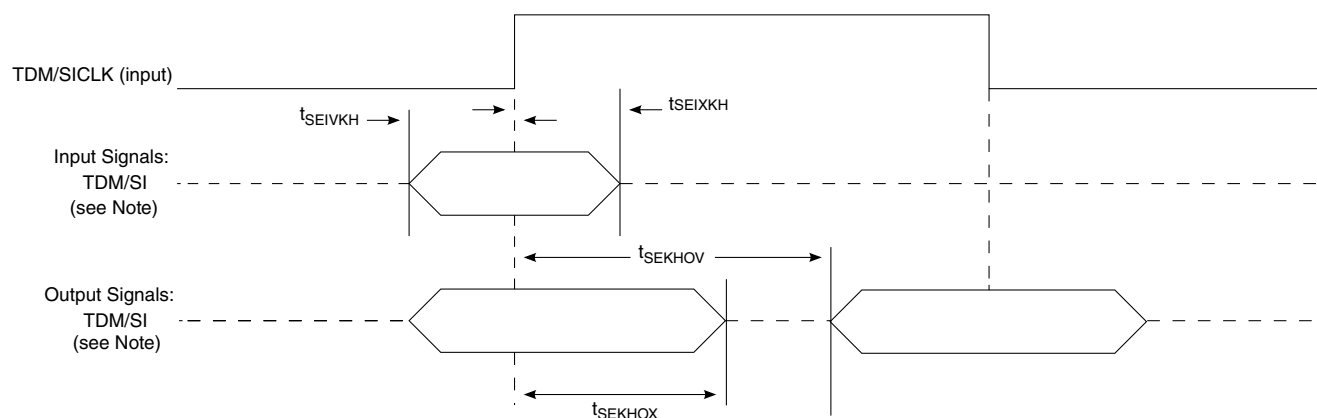 TDM/SICLK (input)
tSEIVKH
tSEIXKH
Input Signals:
TDM/SI
(see Note)
tSEKHOV
Output Signals:
TDM/SI
(see Note)
tSEKHOX